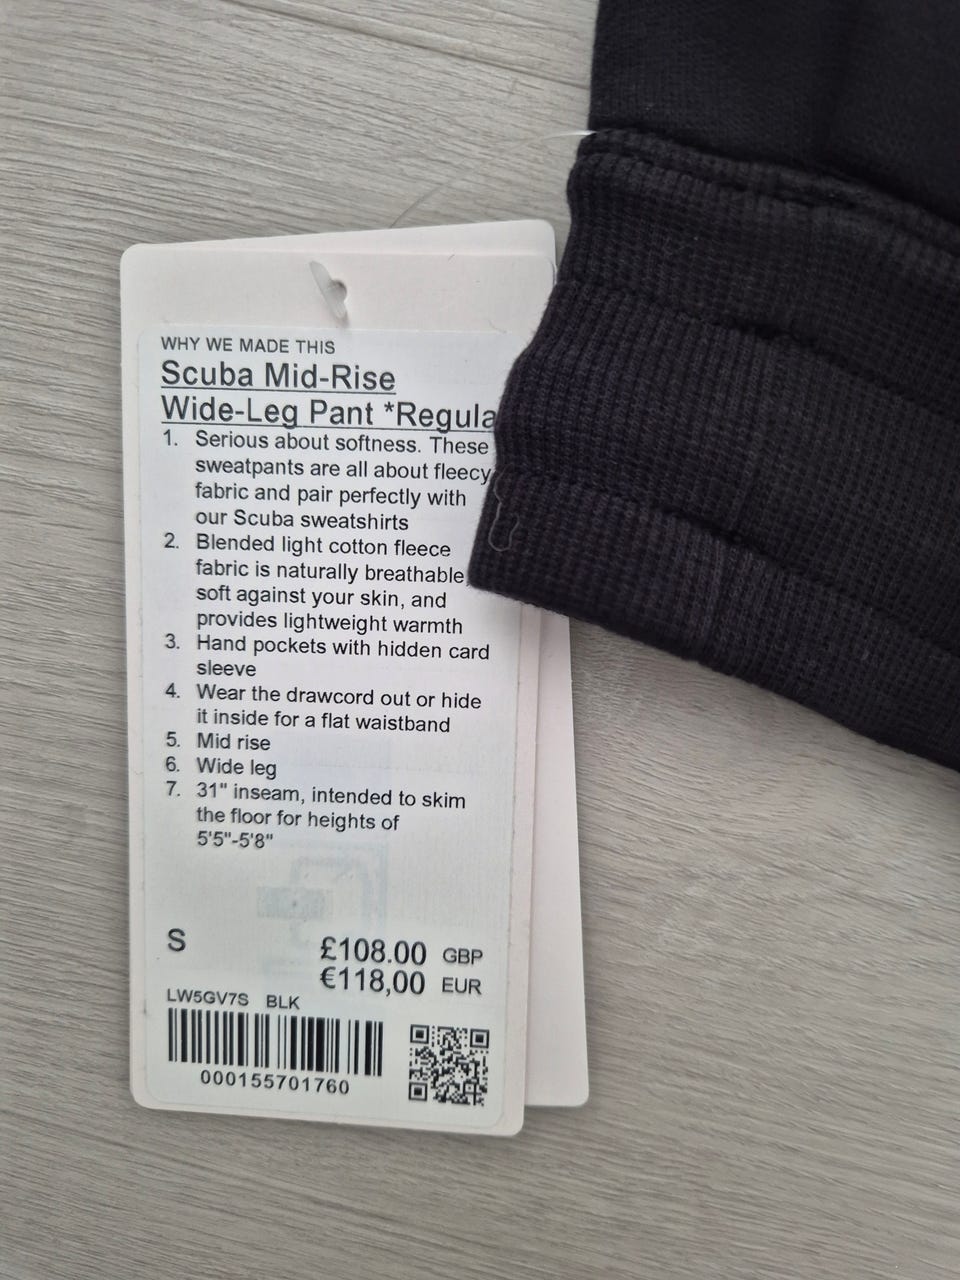 WHY WE MADE THIS
Scuba Mid-Rise
Wide-Leg Pant *Regula
1. Serious about softness. These
sweatpants are all about fleecy
fabric and pair perfectly with
our Scuba sweatshirts
2. Blended light cotton fleece
fabric is naturally breathable,
soft against your skin, and
provides lightweight warmth
3. Hand pockets with hidden card
sleeve
4. Wear the drawcord out or hide
it inside for a flat waistband
5. Mid rise
6. Wide leg
7. 31" inseam, intended to skim
the floor for heights of
5'5"-5'8"
S
£108.00 GBP
€118,00 EUR
LW5GV7S BLK
000155701760